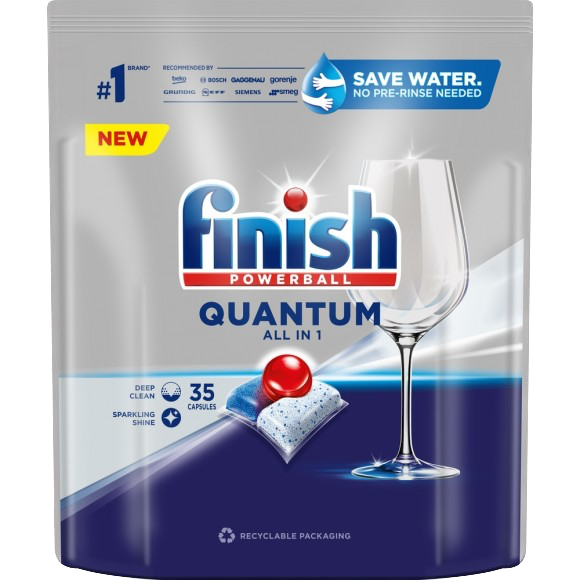 #1 BRAND*
RECOMMENDED BY
beko BOSCH GAGGENAU gorenje
GRUNDIG NEFF SIEMENS smeg
SAVE WATER.
NO PRE-RINSE NEEDED
NEW
finish
POWERBALL
QUANTUM
ALL IN 1
DEEP
CLEAN
35
CAPSULES
SPARKLING
SHINE
RECYCLABLE PACKAGING